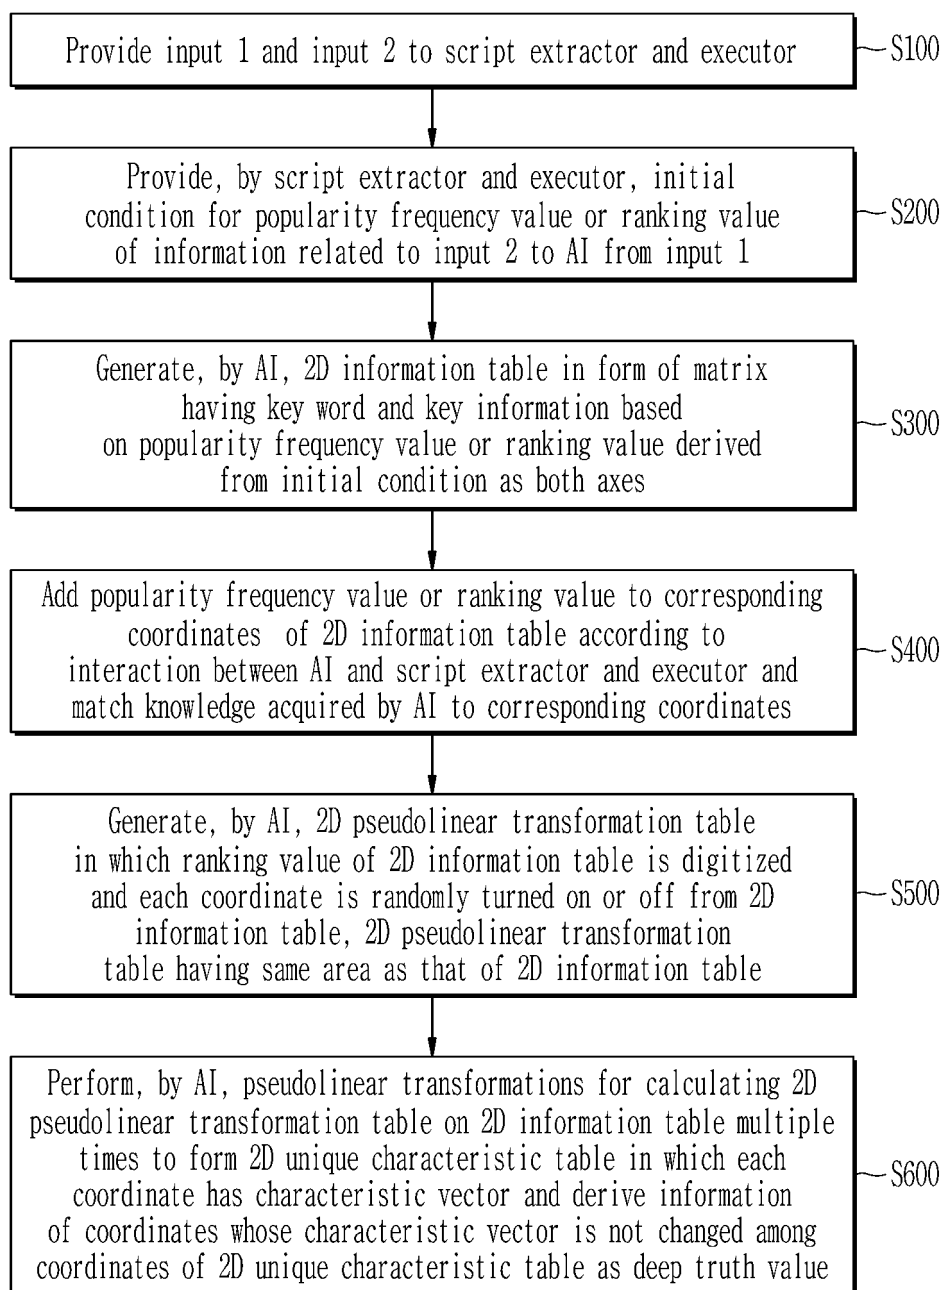 Provide input 1 and input 2 to script extractor and executor
S100
Provide, by script extractor and executor, initial
condition for popularity frequency value or ranking value
of information related to input 2 to AI from input 1
S200
Generate, by AI, 2D information table in form of matrix
having key word and key information based
on popularity frequency value or ranking value derived
from initial condition as both axes
S300
Add popularity frequency value or ranking value to corresponding
coordinates of 2D information table according to
interaction between AI and script extractor and executor and
match knowledge acquired by AI to corresponding coordinates
S400
Generate, by AI, 2D pseudolinear transformation table
in which ranking value of 2D information table is digitized
and each coordinate is randomly turned on or off from 2D
information table, 2D pseudolinear transformation
table having same area as that of 2D information table
S500
Perform, by AI, pseudolinear transformations for calculating 2D
pseudolinear transformation table on 2D information table multiple
times to form 2D unique characteristic table in which each
coordinate has characteristic vector and derive information
of coordinates whose characteristic vector is not changed among
coordinates of 2D unique characteristic table as deep truth value
S600